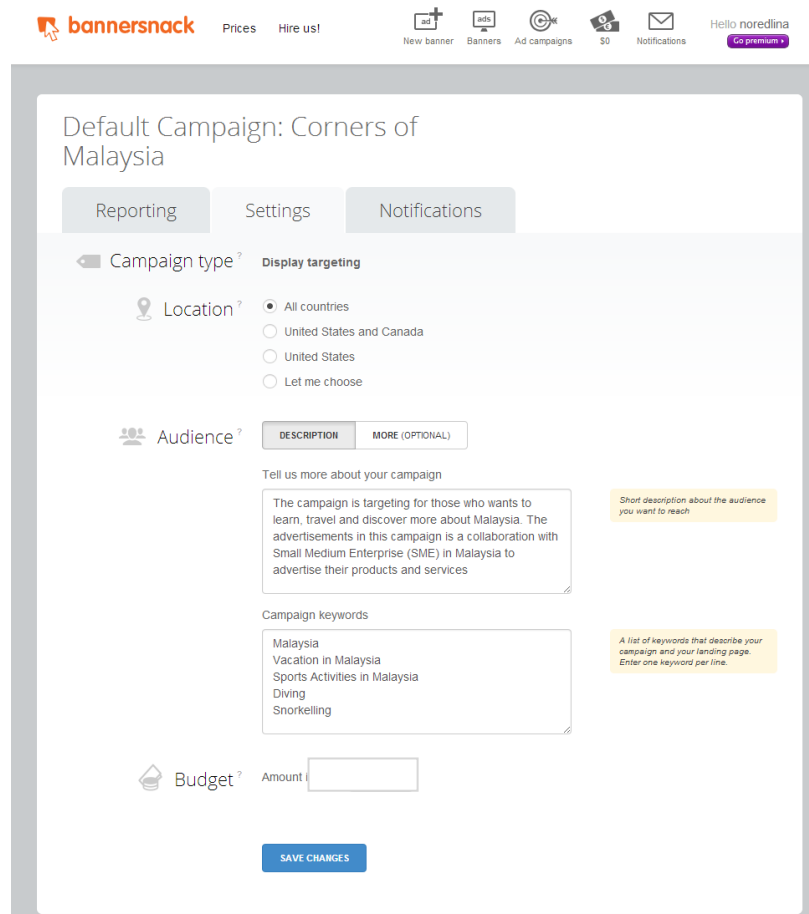 bannersnack
Prices
Hire us!
ad
New banner
ads
Banners
Ad campaigns
$0
Notifications
Hello noredlina
Go premium
Default Campaign: Corners of
Malaysia
Reporting
Settings
Notifications
Campaign type ?
Display targeting
Location ?
All countries
United States and Canada
United States
Let me choose
Audience ?
DESCRIPTION
MORE (OPTIONAL)
Tell us more about your campaign
The campaign is targeting for those who wants to
learn, travel and discover more about Malaysia. The
advertisements in this campaign is a collaboration with
Small Medium Enterprise (SME) in Malaysia to
advertise their products and services
Short description about the audience
you want to reach
Campaign keywords
Malaysia
Vacation in Malaysia
Sports Activities in Malaysia
Diving
Snorkelling
A list of keywords that describe your
campaign and your landing page.
Enter one keyword per line.
Budget ?
Amount
SAVE CHANGES